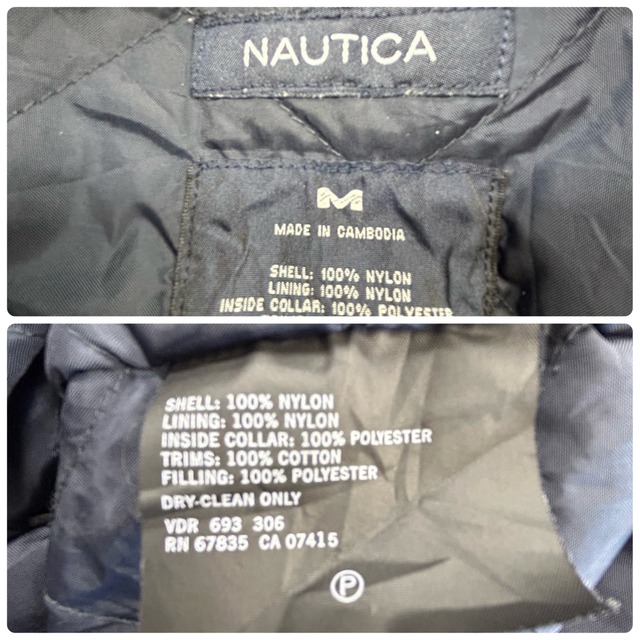 NAUTICA
M
MADE IN CAMBODIA
SHELL: 100% NYLON
LINING: 100% NYLON
INSIDE COLLAR: 100% POLYESTER
SHELL: 100% NYLON
LINING: 100% NYLON
INSIDE COLLAR: 100% POLYESTER
TRIMS: 100% COTTON
FILLING: 100% POLYESTER
DRY-CLEAN ONLY
VDR 693 306
RN 67835 CA 07415
P